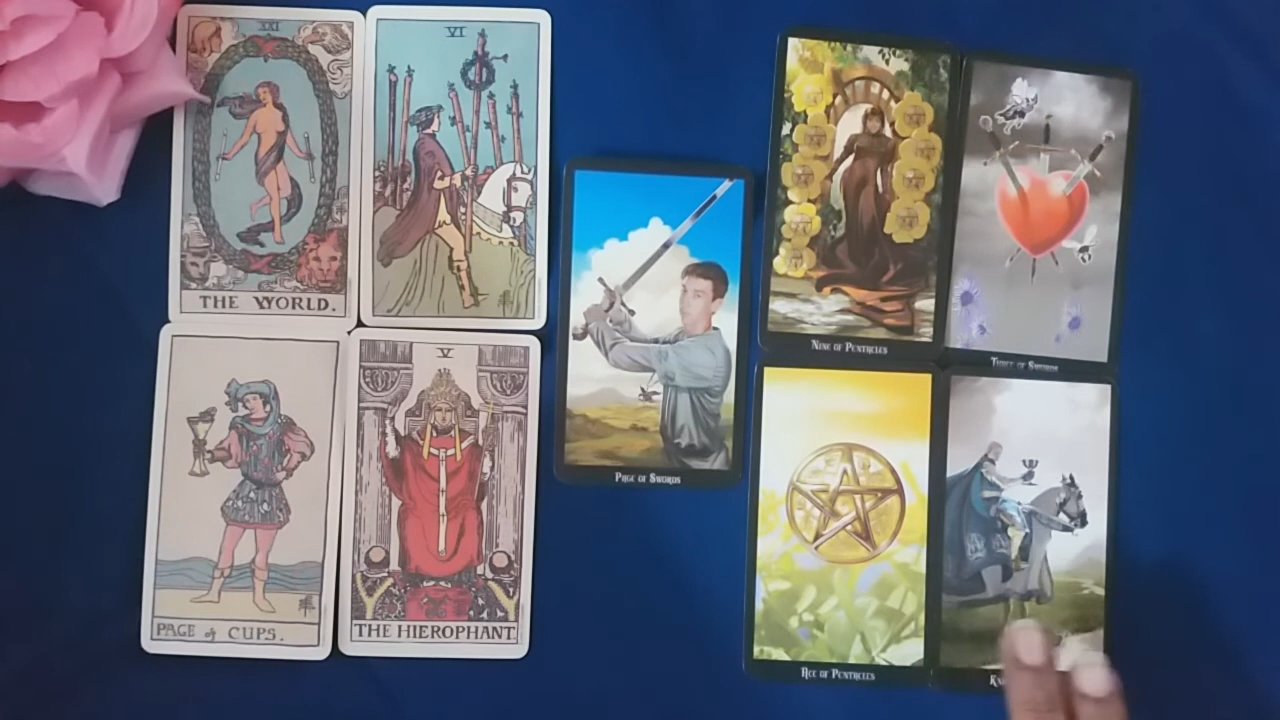 XXI
THE WORLD.
VI
PAGE of CUPS.
V
THE HIEROPHANT.
PAGE OF SWORDS
NINE OF PENTACLES
THREE OF SWORDS
ACE OF PENTACLES